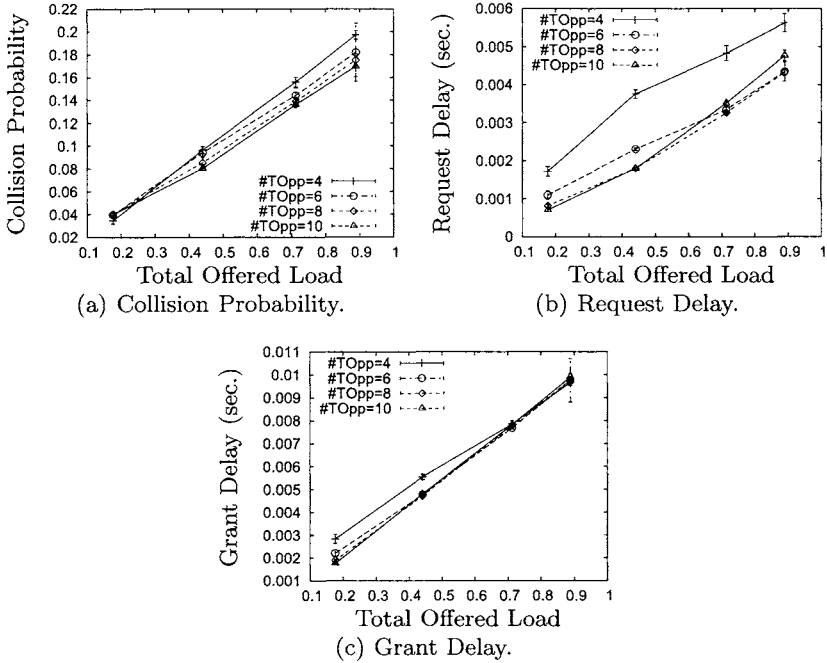 0.22
0.2
0.18
0.16
0.14
0.12
0.1
0.08
0.06
0.04
0.02
Collision Probability
#TOpp=4
#TOpp=6
#TOpp=8
#TOpp=10
#TOpp=4
#TOpp=6
#TOpp=8
#TOpp=10
0.1 0.2 0.3 0.4 0.5 0.6 0.7 0.8 0.9 1
Total Offered Load
(a) Collision Probability.
0.006
0.005
0.004
0.003
0.002
0.001
0
Request Delay (sec.)
#TOpp=4
#TOpp=6
#TOpp=8
#TOpp=10
0.1 0.2 0.3 0.4 0.5 0.6 0.7 0.8 0.9 1
Total Offered Load
(b) Request Delay.
0.011
0.01
0.009
0.008
0.007
0.006
0.005
0.004
0.003
0.002
0.001
Grant Delay (sec.)
#TOpp=4
#TOpp=6
#TOpp=8
#TOpp=10
0.1 0.2 0.3 0.4 0.5 0.6 0.7 0.8 0.9 1
Total Offered Load
(c) Grant Delay.